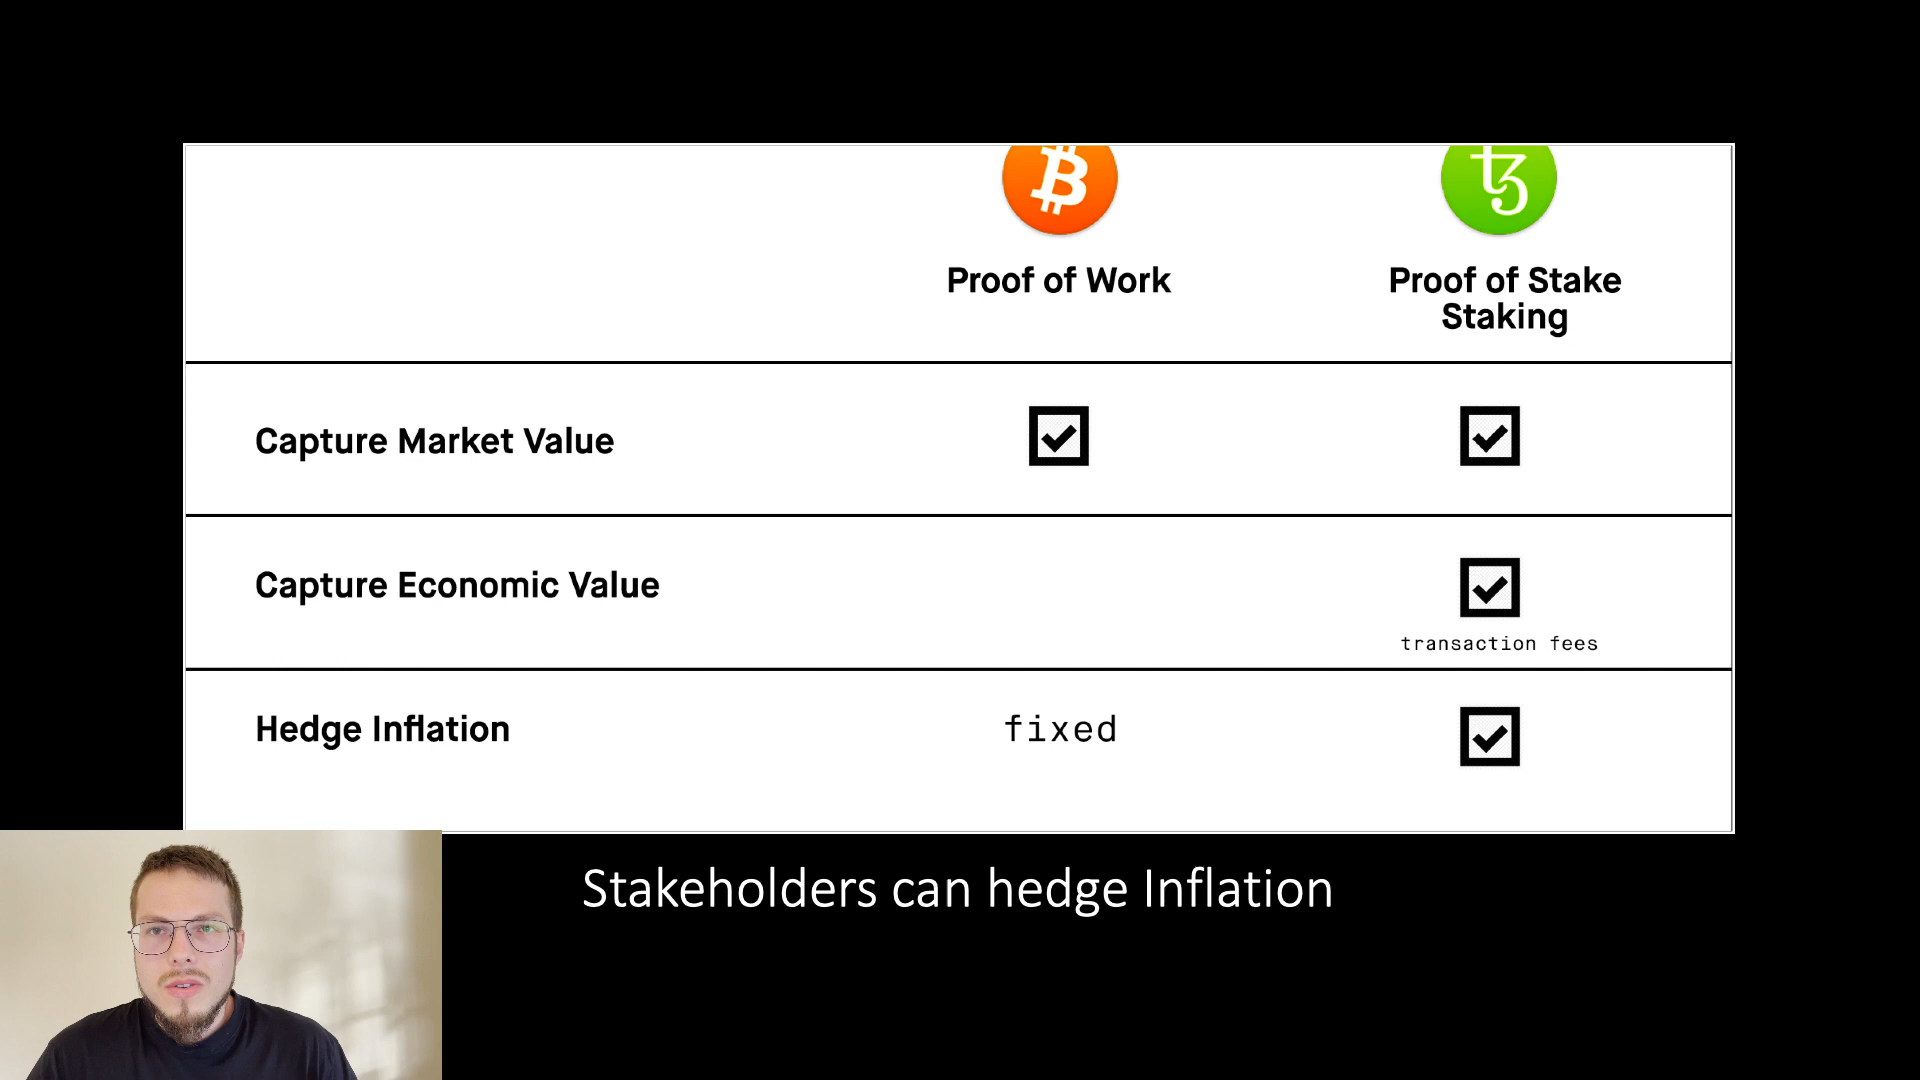 Proof of Work
Proof of Stake
Staking
Capture Market Value
Capture Economic Value
transaction fees
Hedge Inflation
fixed
Stakeholders can hedge Inflation